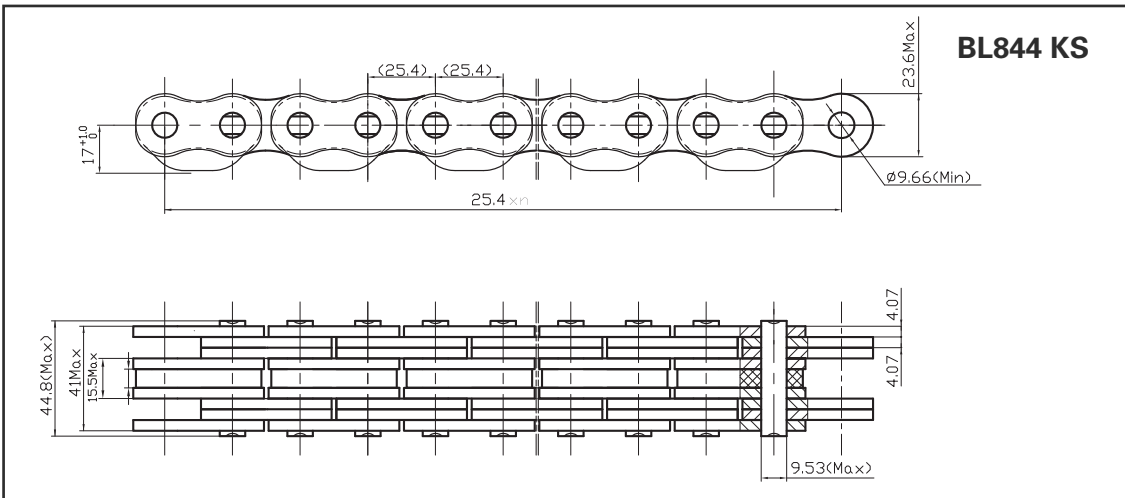 BL844 KS
(25.4)
(25.4)
23.6Max
17 +1.0 0
ø9.66(Min)
25.4×n
44.8(Max)
41Max
15.5Max
4.07
4.07
9.53(Max)